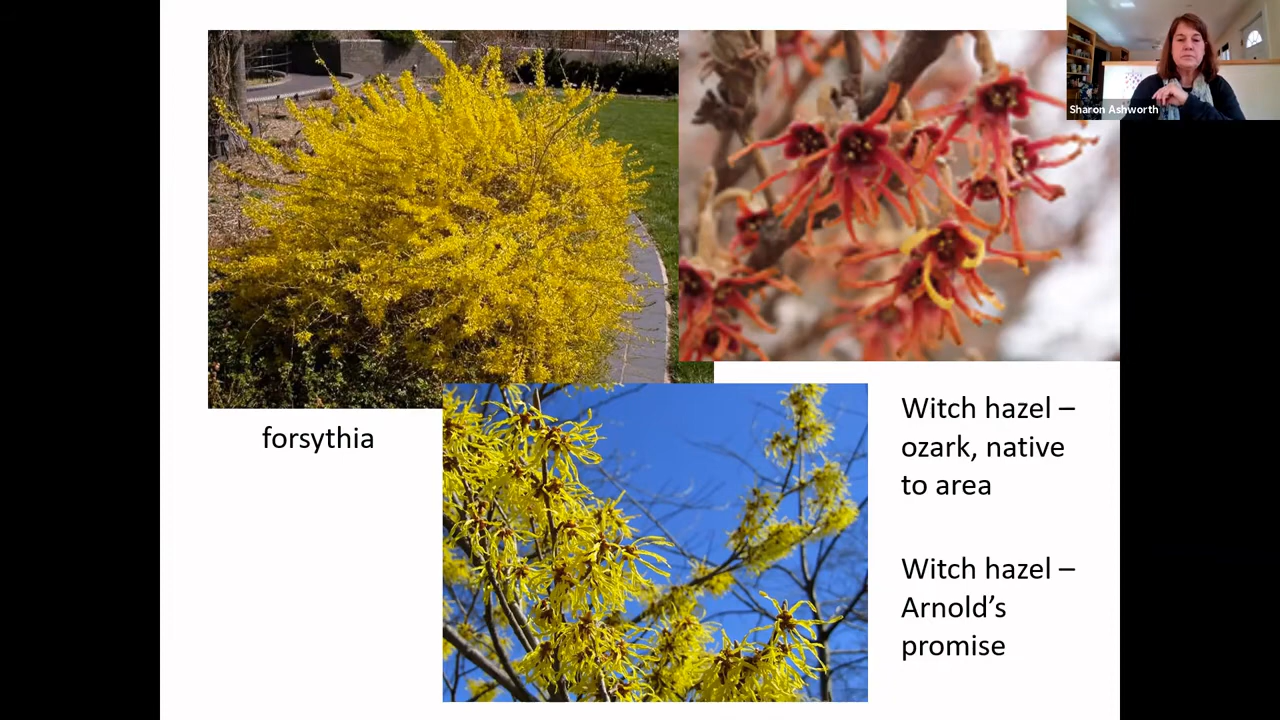 Sharon Ashworth
forsythia
Witch hazel –
ozark, native
to area
Witch hazel –
Arnold’s
promise